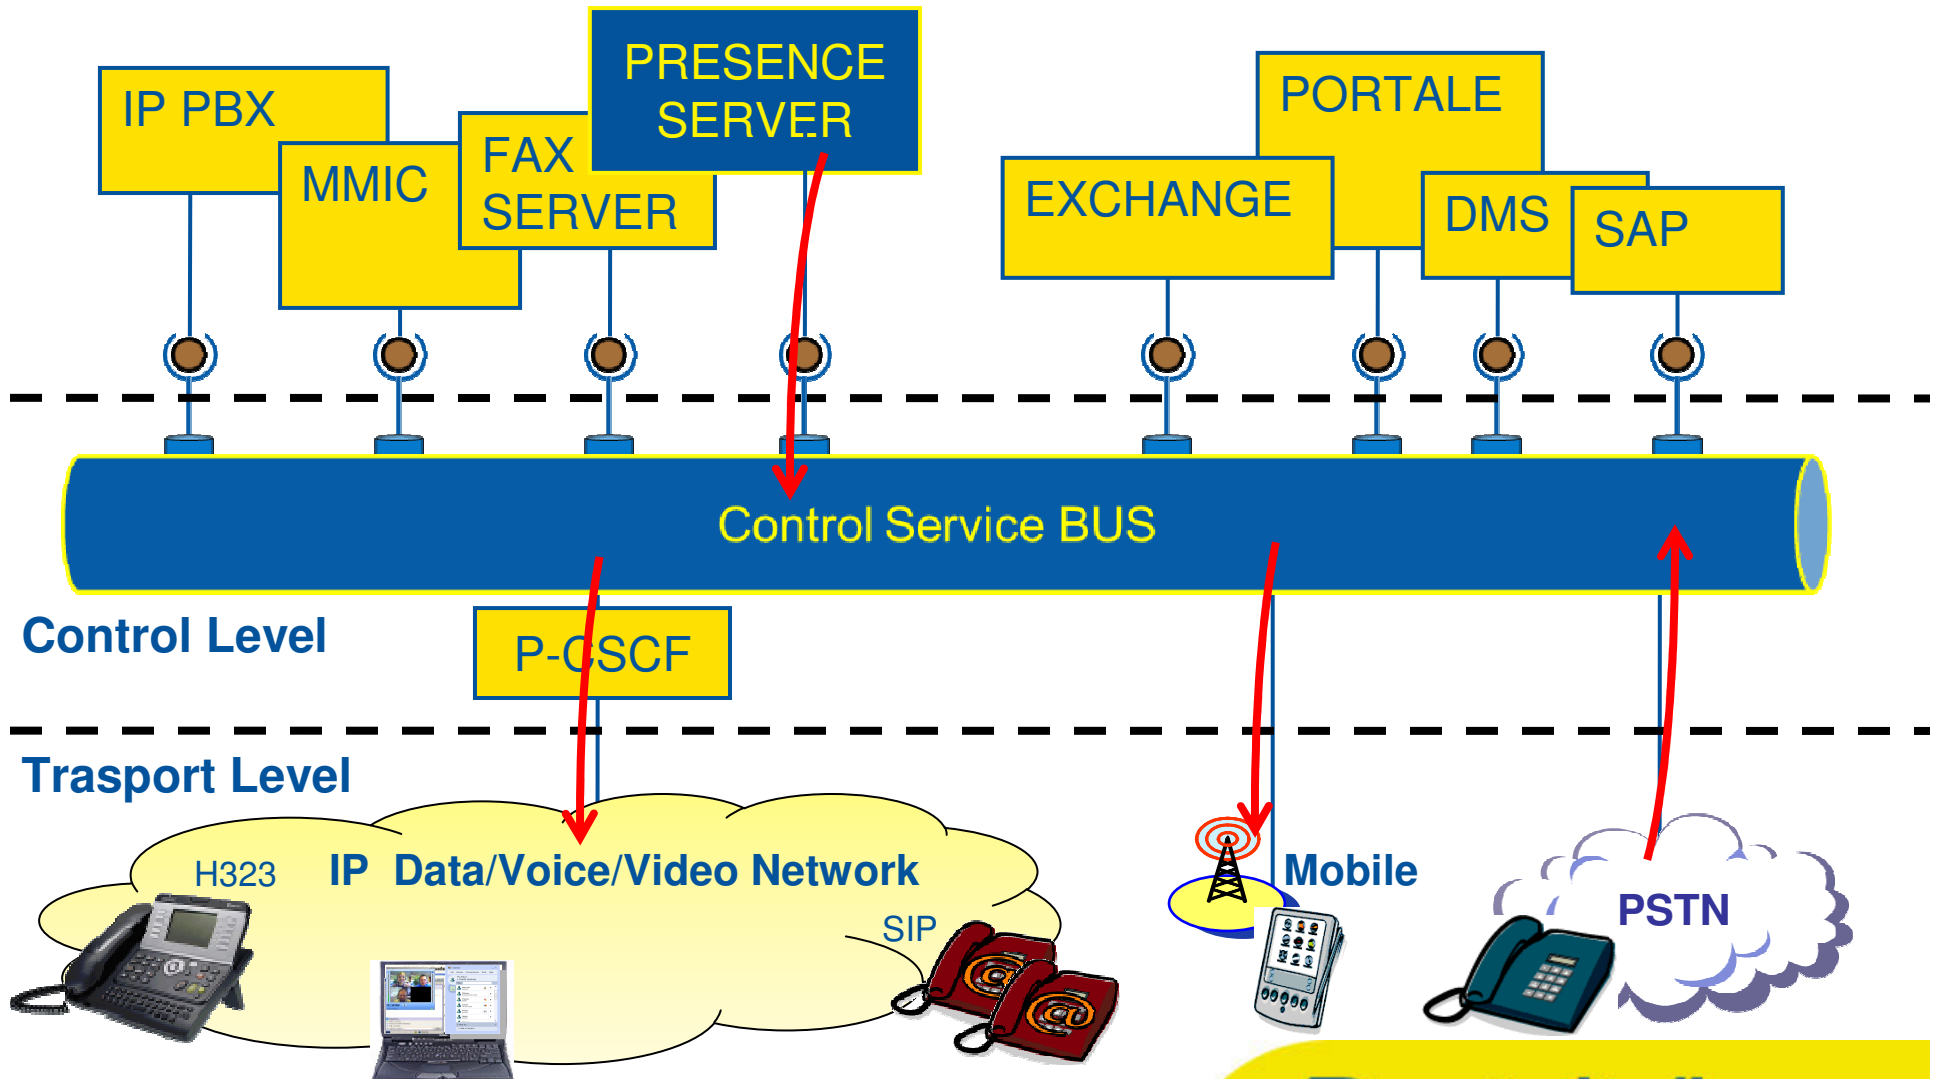 PRESENCE
SERVER
IP PBX
MMIC
FAX
SERVER
EXCHANGE
PORTALE
DMS
SAP
Control Service BUS
Control Level
P-CSCF
Trasport Level
H323
IP Data/Voice/Video Network
SIP
Mobile
PSTN